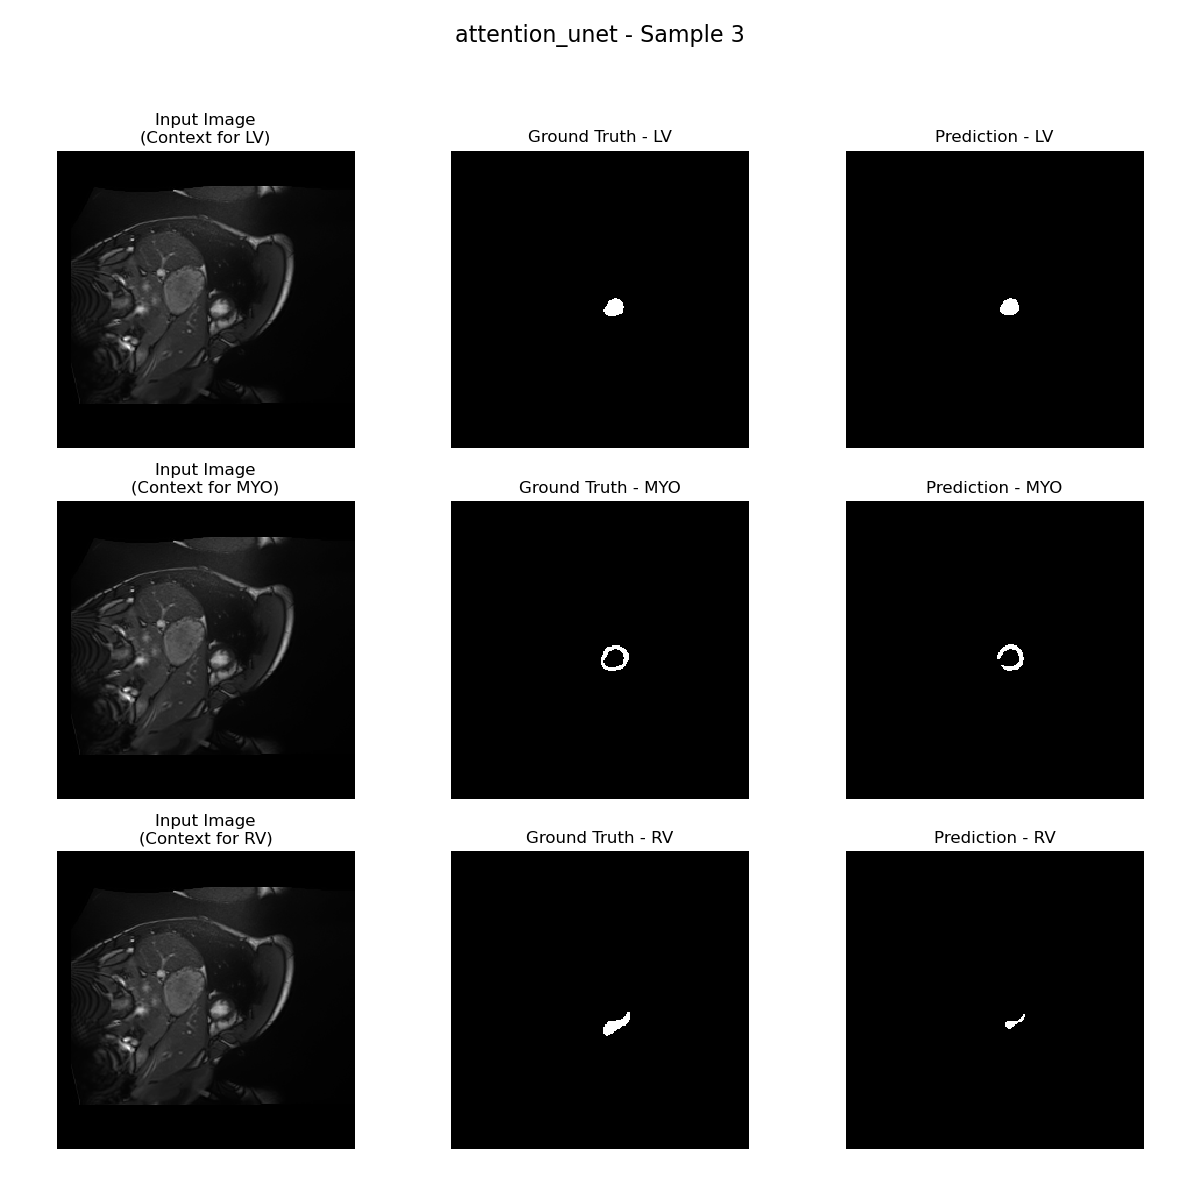 attention_unet - Sample 3
Input Image
(Context for LV)
Ground Truth - LV
Prediction - LV
Input Image
(Context for MYO)
Ground Truth - MYO
Prediction - MYO
Input Image
(Context for RV)
Ground Truth - RV
Prediction - RV